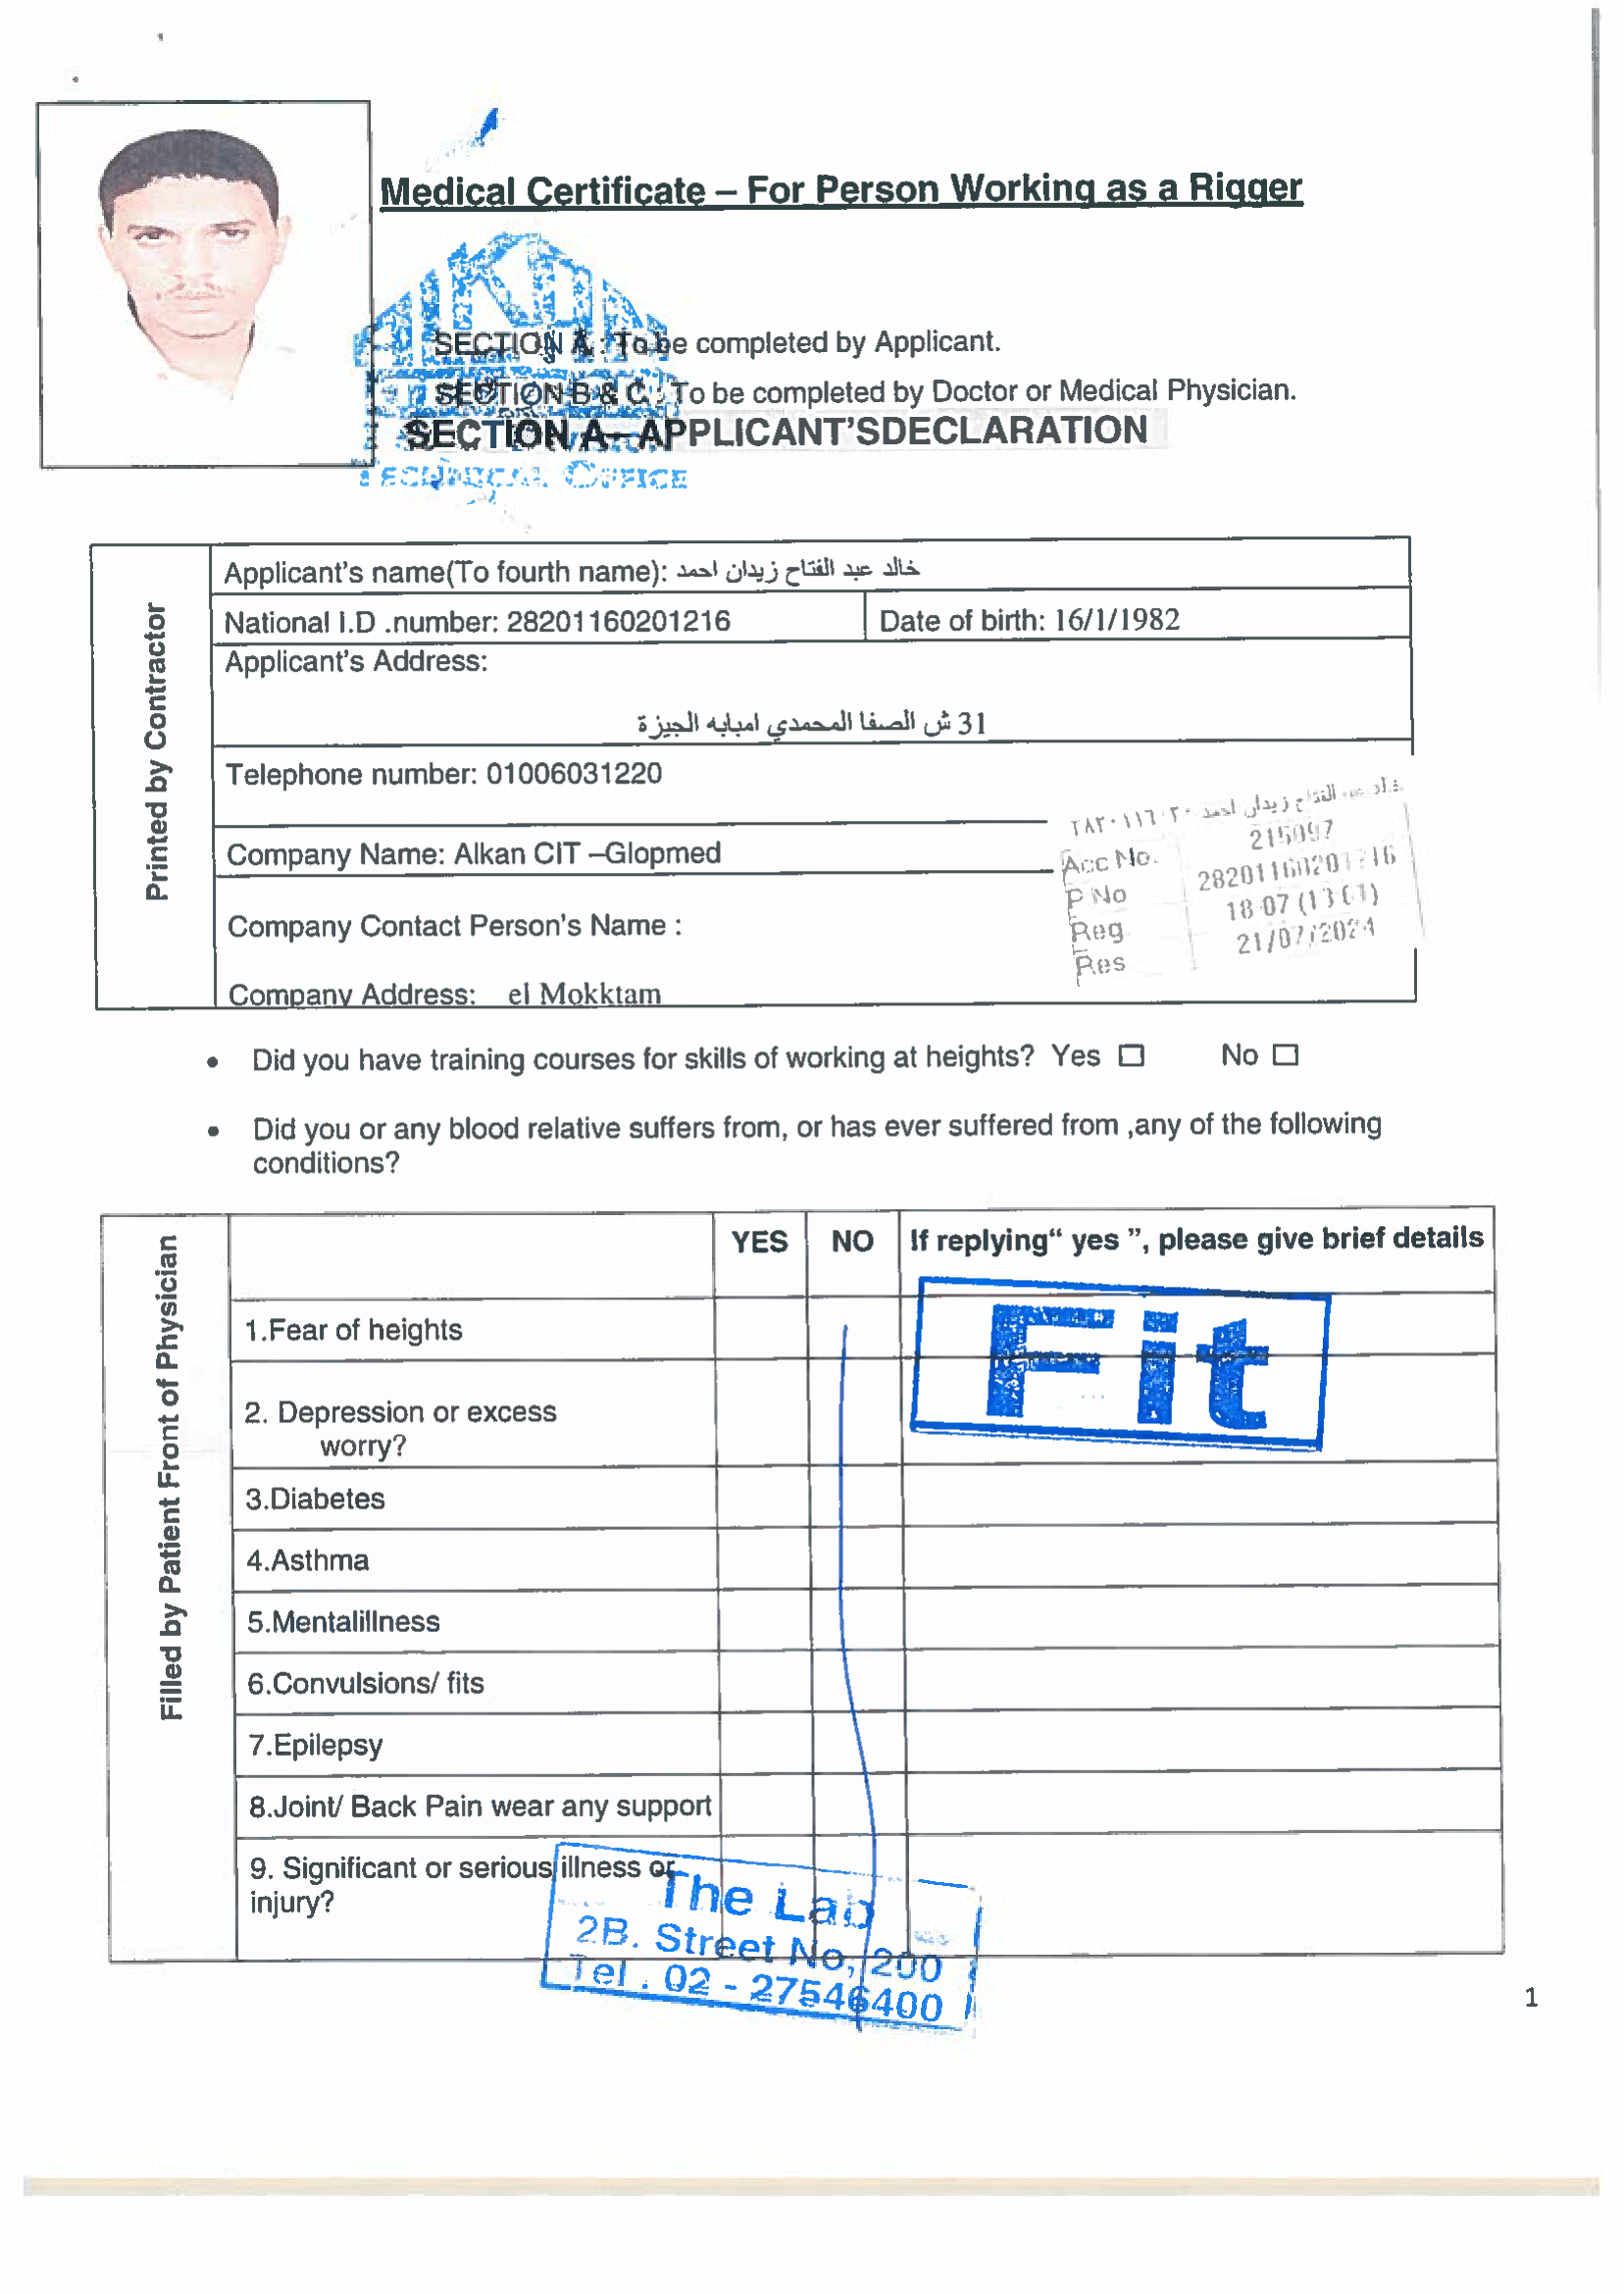 Medical Certificate – For Person Working as a Rigger
SECTION A : To be completed by Applicant.
SECTION B & C : To be completed by Doctor or Medical Physician.
SECTION A– APPLICANT'SDECLARATION
TECHNICAL OFFICE
Printed by Contractor
Applicant's name(To fourth name): خالد عبد الفتاح زيدان احمد
National I.D .number: 28201160201216
Date of birth: 16/1/1982
Applicant's Address:
31 ش الصفا المحمدي امبابه الجيزة
Telephone number: 01006031220
Company Name: Alkan CIT –Glopmed
Company Contact Person's Name :
Company Address: el Mokktam
زيدان احمد
Acc No. 215097
P No 28201160201216
Reg 18-07
Res 21/07/2024
• Did you have training courses for skills of working at heights? Yes ☐ No ☐
• Did you or any blood relative suffers from, or has ever suffered from ,any of the following
conditions?
Filled by Patient Front of Physician
YES NO If replying“ yes ”, please give brief details
Fit
1.Fear of heights
2. Depression or excess
worry?
3.Diabetes
4.Asthma
5.Mentalillness
6.Convulsions/ fits
7.Epilepsy
8.Joint/ Back Pain wear any support
9. Significant or serious illness or
injury?
The Lab
2B. Street No, 200
Tel . 02 - 27546400
1